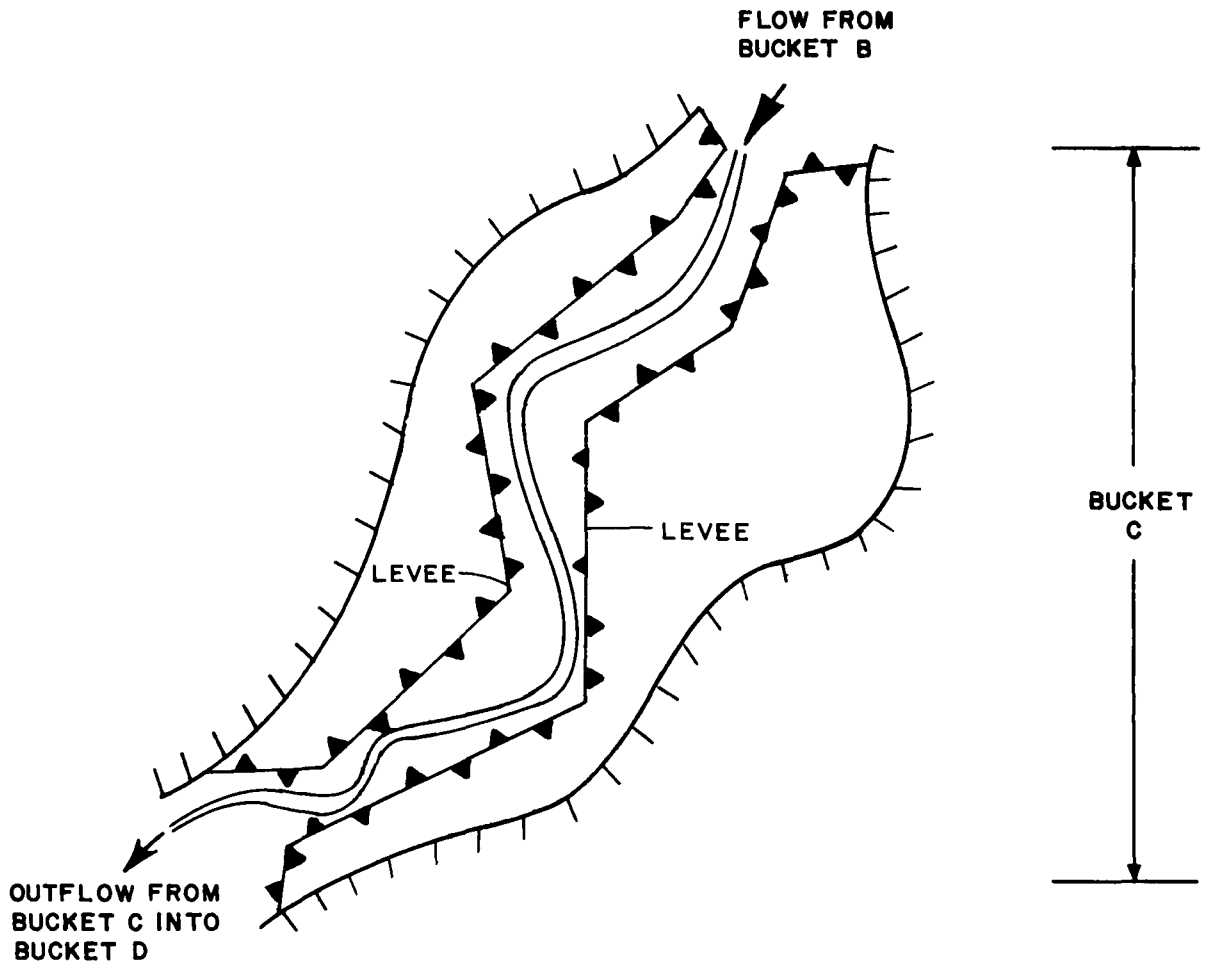 FLOW FROM
BUCKET B
LEVEE
LEVEE
BUCKET
C
OUTFLOW FROM
BUCKET C INTO
BUCKET D